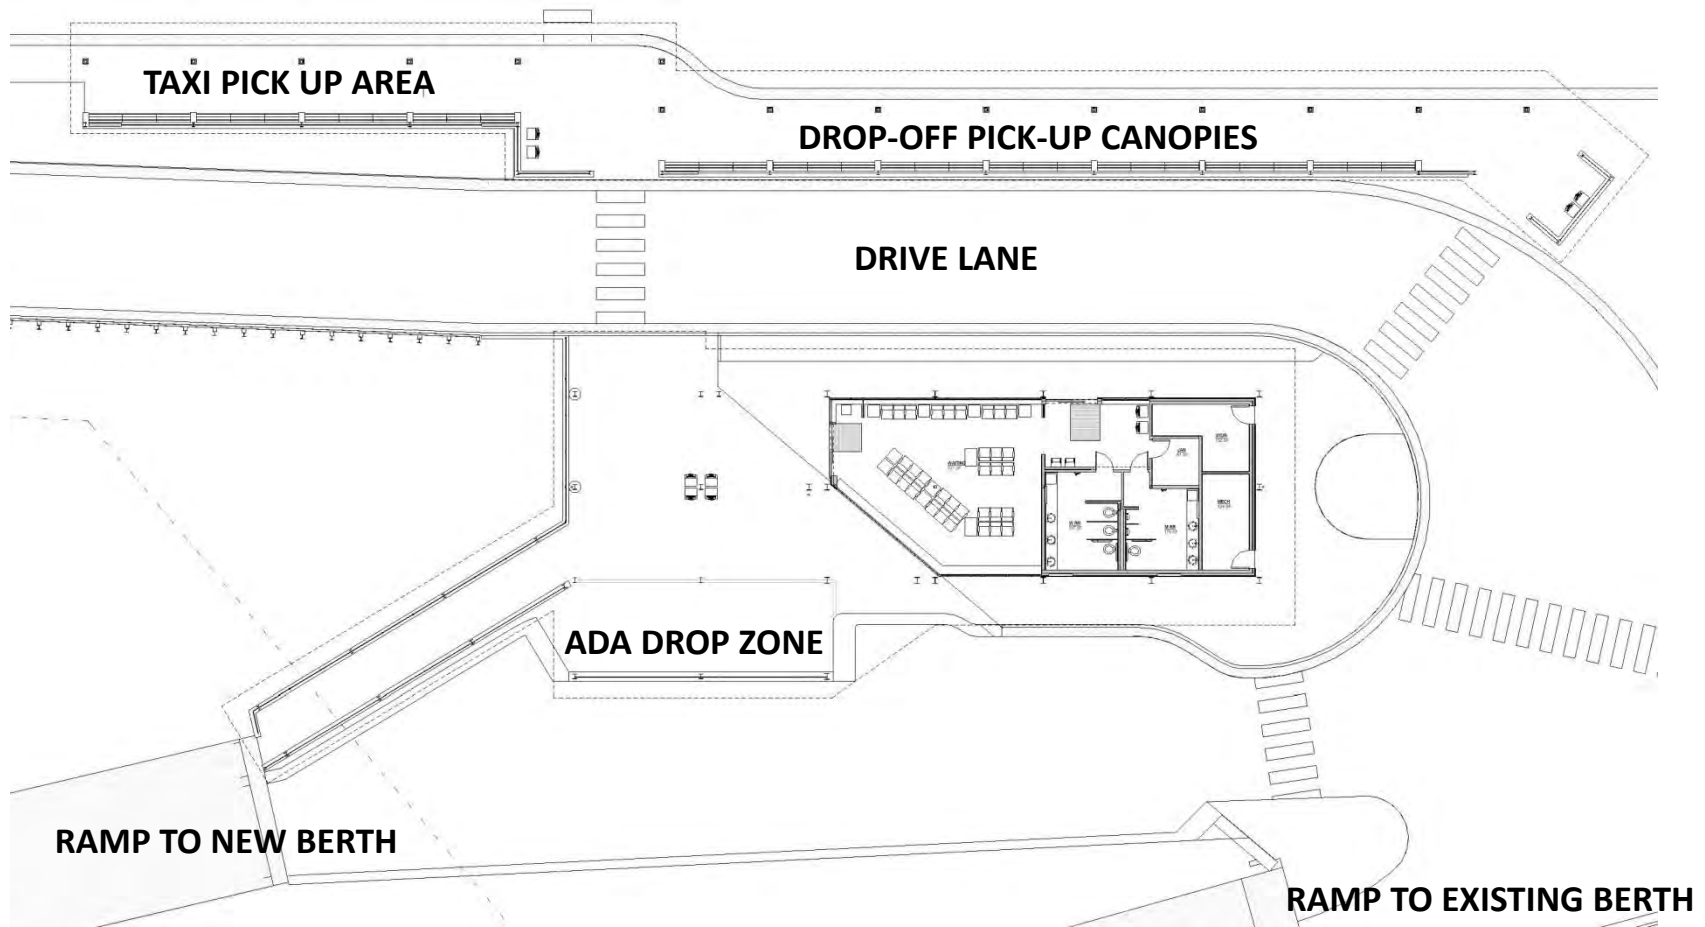 TAXI PICK UP AREA
DROP-OFF PICK-UP CANOPIES
DRIVE LANE
ADA DROP ZONE
RAMP TO NEW BERTH
RAMP TO EXISTING BERTH